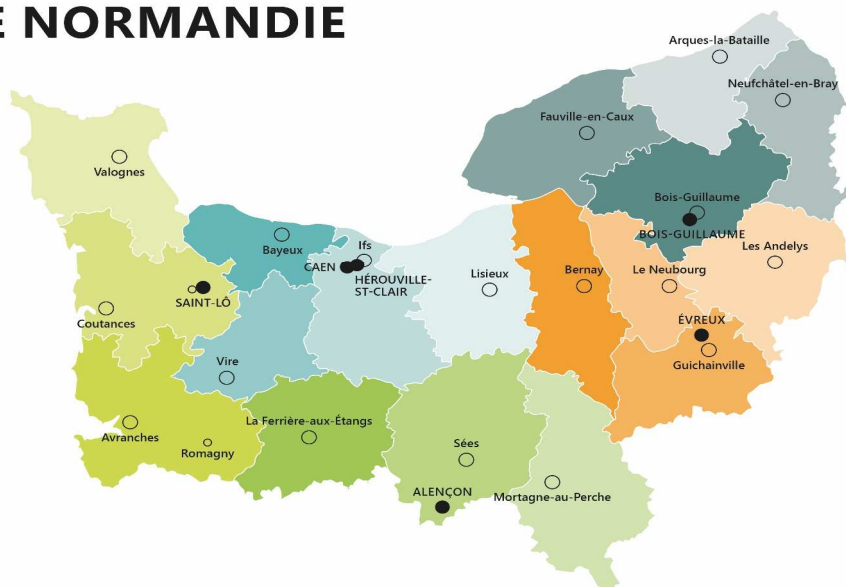 E NORMANDIE
Arques-la-Bataille
Neufchâtel-en-Bray
Fauville-en-Caux
Valognes
Bois-Guillaume
BOIS-GUILLAUME
Bayeux
Ifs
CAEN
HÉROUVILLE-
ST-CLAIR
Les Andelys
Lisieux
Bernay
Le Neubourg
SAINT-LÔ
Coutances
ÉVREUX
Guichainville
Vire
La Ferrière-aux-Étangs
Avranches
Romagny
Sées
ALENÇON
Mortagne-au-Perche